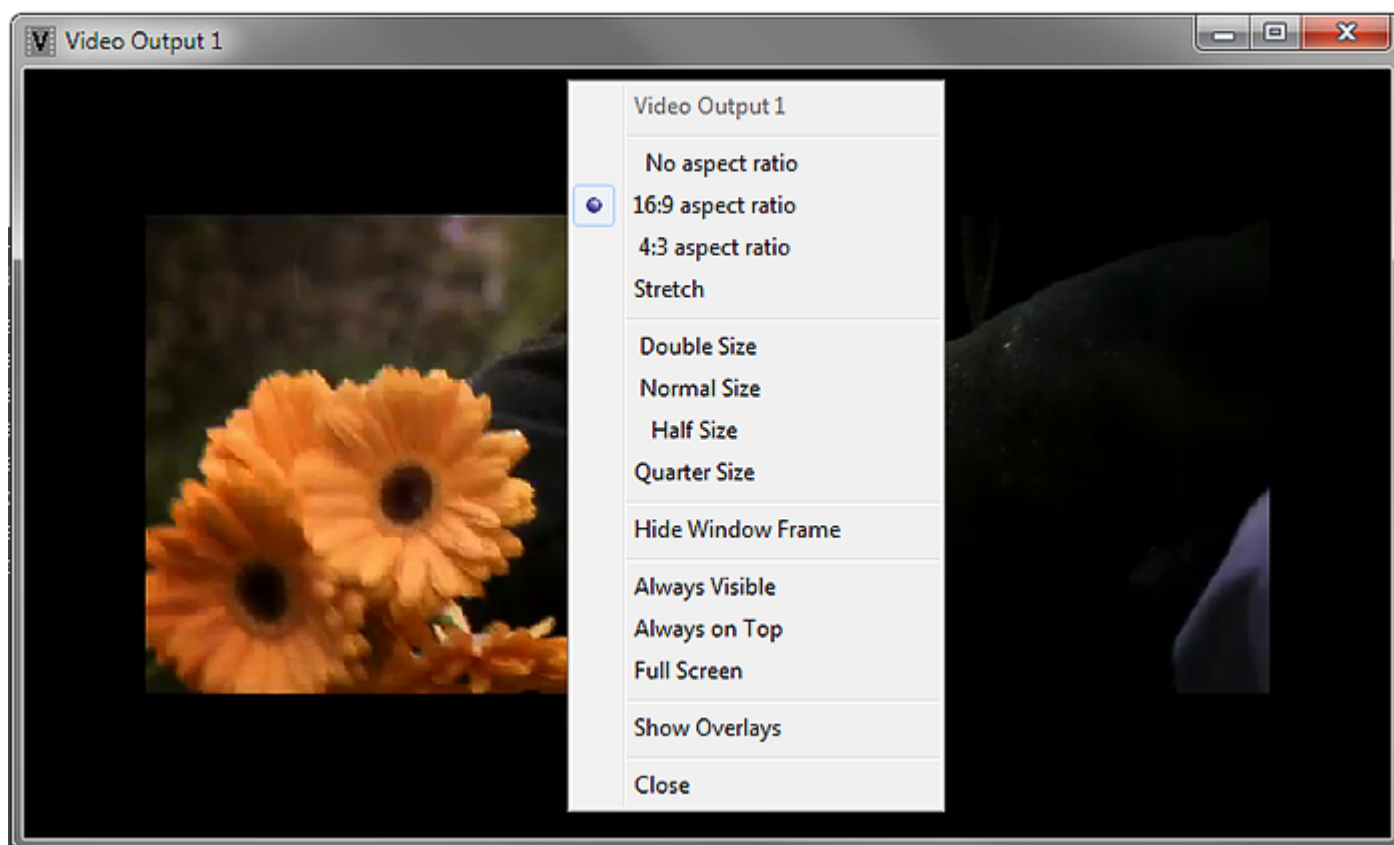 V Video Output 1
Video Output 1
No aspect ratio
16:9 aspect ratio
4:3 aspect ratio
Stretch
Double Size
Normal Size
Half Size
Quarter Size
Hide Window Frame
Always Visible
Always on Top
Full Screen
Show Overlays
Close